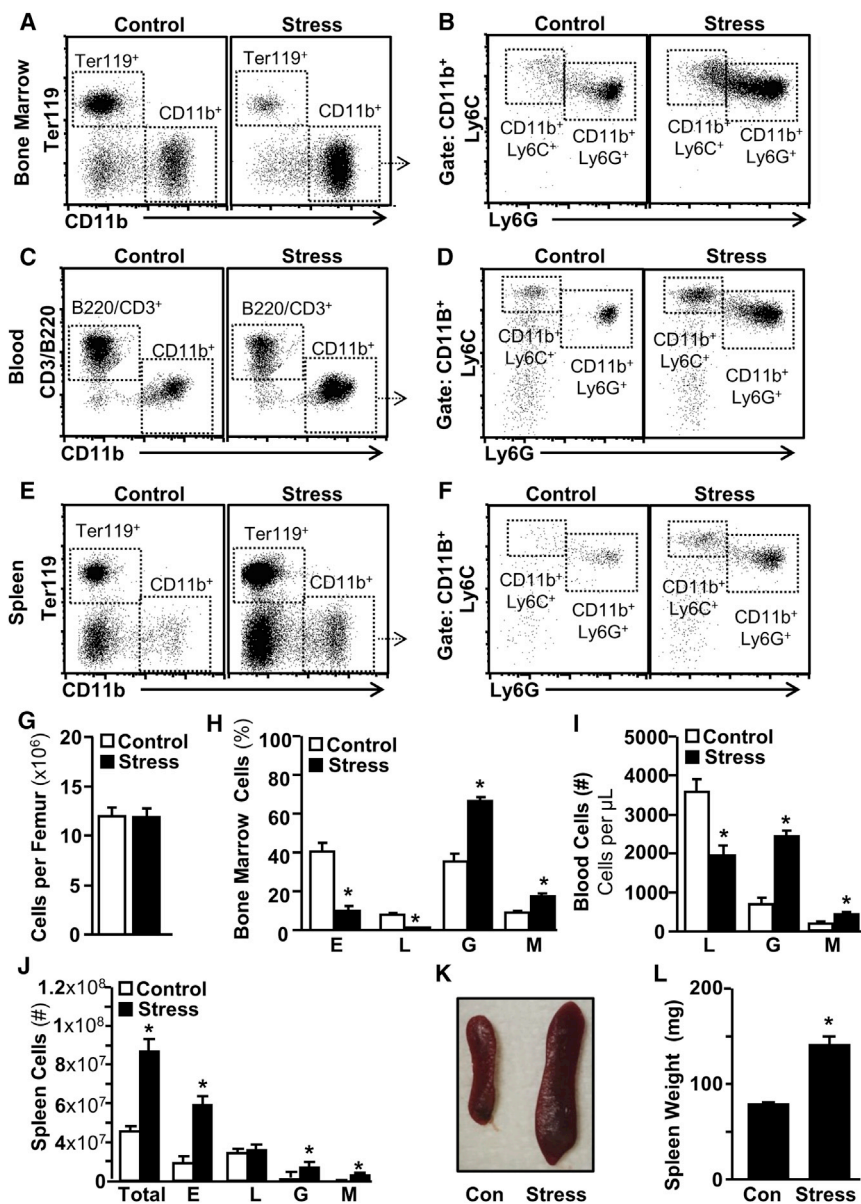 A
Control
Stress
Bone Marrow
Ter119
Ter119⁺
CD11b⁺
Ter119⁺
CD11b⁺
CD11b
B
Control
Stress
Gate: CD11b⁺
Ly6C
CD11b⁺
Ly6C⁺
CD11b⁺
Ly6G⁺
CD11b⁺
Ly6C⁺
CD11b⁺
Ly6G⁺
Ly6G
C
Control
Stress
Blood
CD3/B220
B220/CD3⁺
CD11b⁺
B220/CD3⁺
CD11b⁺
CD11b
D
Control
Stress
Gate: CD11B⁺
Ly6C
CD11b⁺
Ly6C⁺
CD11b⁺
Ly6G⁺
CD11b⁺
Ly6C⁺
CD11b⁺
Ly6G⁺
Ly6G
E
Control
Stress
Spleen
Ter119
Ter119⁺
CD11b⁺
Ter119⁺
CD11b⁺
CD11b
F
Control
Stress
Gate: CD11B⁺
Ly6C
CD11b⁺
Ly6C⁺
CD11b⁺
Ly6G⁺
CD11b⁺
Ly6C⁺
CD11b⁺
Ly6G⁺
Ly6G
G
Cells per Femur (x10⁶)
20
15
10
5
0
Control
Stress
H
Bone Marrow Cells (%)
100
80
60
40
20
0
Control
Stress
*
*
*
*
E L G M
I
Blood Cells (#)
Cells per µL
5000
4000
3000
2000
1000
0
Control
Stress
*
*
*
L G M
J
Spleen Cells (#)
1.2x10⁸
1x10⁸
8x10⁷
6x10⁷
4x10⁷
0
Control
Stress
*
*
*
*
Total E L G M
K
Con Stress
L
Spleen Weight (mg)
200
100
0
*
Con Stress